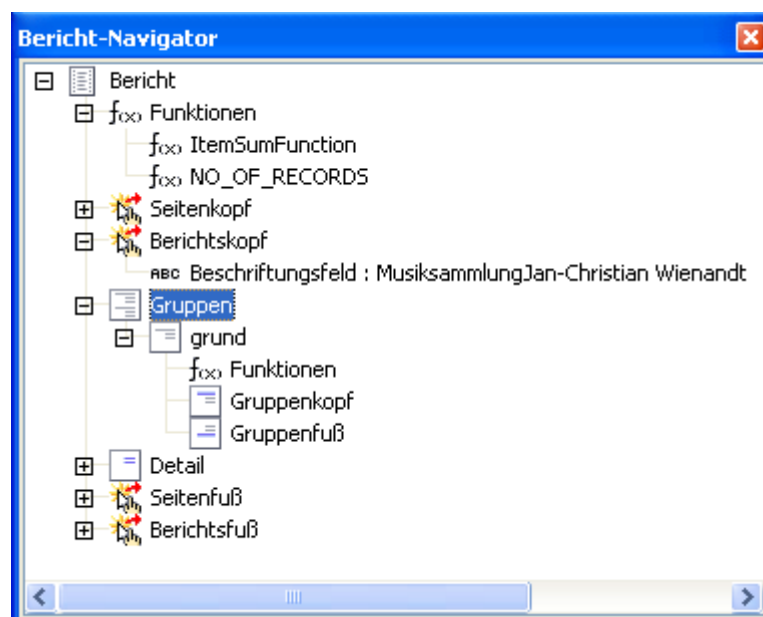 Bericht-Navigator
Bericht
f(x) Funktionen
f(x) ItemSumFunction
f(x) NO_OF_RECORDS
Seitenkopf
Berichtskopf
ABC Beschriftungsfeld : MusiksammlungJan-Christian Wienandt
Gruppen
grund
f(x) Funktionen
Gruppenkopf
Gruppenfuß
Detail
Seitenfuß
Berichtsfuß